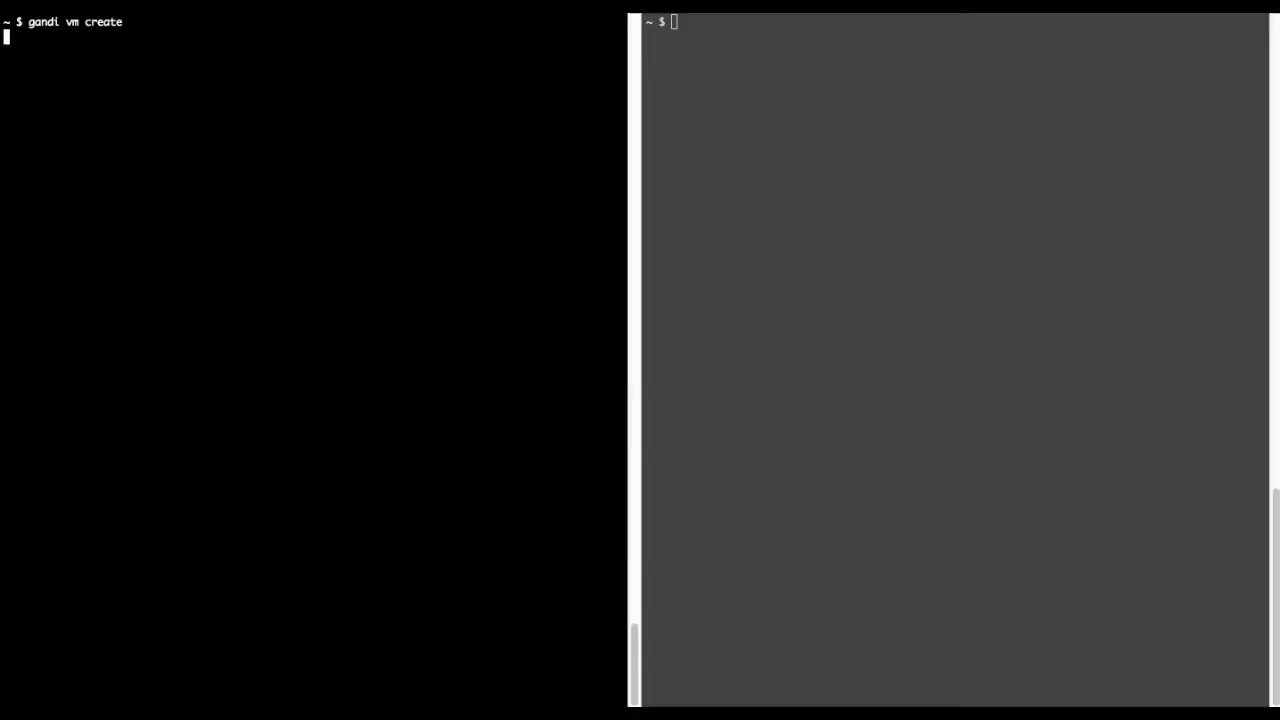 ~ $ gandi vm create
~ $